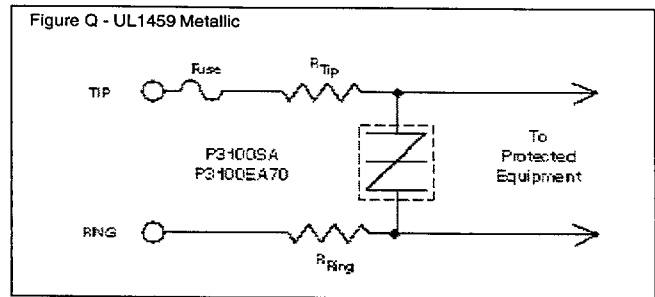 Figure Q - UL1459 Metallic
Fuse
RTip
TIP
P3100SA
P3100EA70
To
Protected
Equipment
RING
RRing